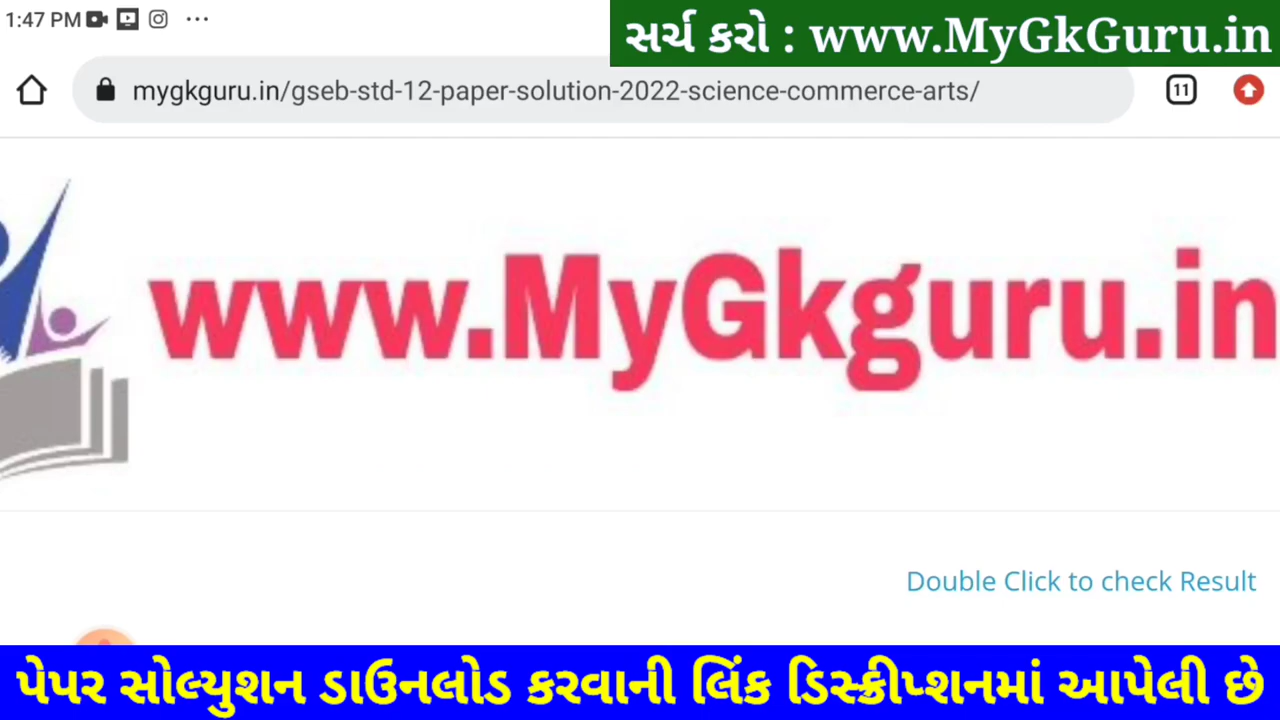 1:47 PM
સર્ચ કરો : www.MyGkGuru.in
mygkguru.in/gseb-std-12-paper-solution-2022-science-commerce-arts/
11
www.MyGkguru.in
Double Click to check Result
પેપર સોલ્યુશન ડાઉનલોડ કરવાની લિંક ડિસ્ક્રીપ્શનમાં આપેલી છે